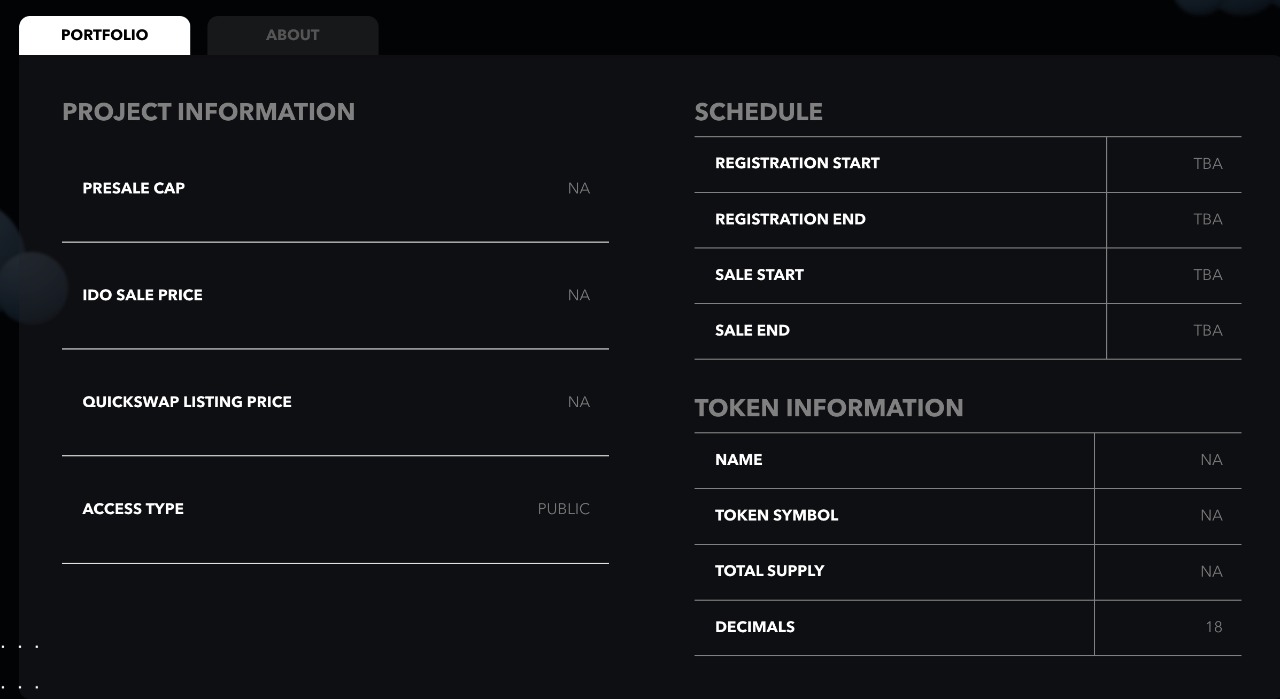 PORTFOLIO
ABOUT
PROJECT INFORMATION
PRESALE CAP NA
IDO SALE PRICE NA
QUICKSWAP LISTING PRICE NA
ACCESS TYPE PUBLIC
SCHEDULE
REGISTRATION START TBA
REGISTRATION END TBA
SALE START TBA
SALE END TBA
TOKEN INFORMATION
NAME NA
TOKEN SYMBOL NA
TOTAL SUPPLY NA
DECIMALS 18